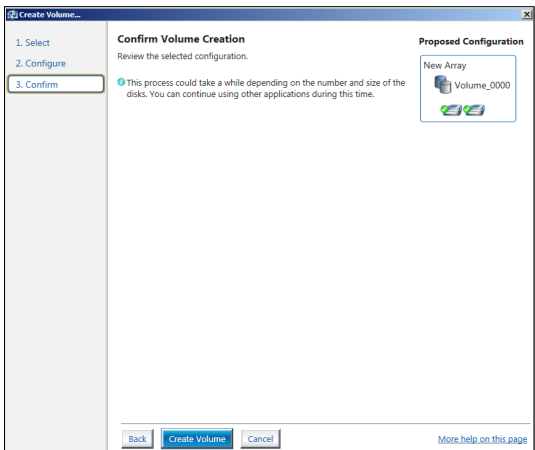 Create Volume...
1. Select
2. Configure
3. Confirm
Confirm Volume Creation
Review the selected configuration.
This process could take a while depending on the number and size of the
disks. You can continue using other applications during this time.
Proposed Configuration
New Array
Volume_0000
Back
Create Volume
Cancel
More help on this page